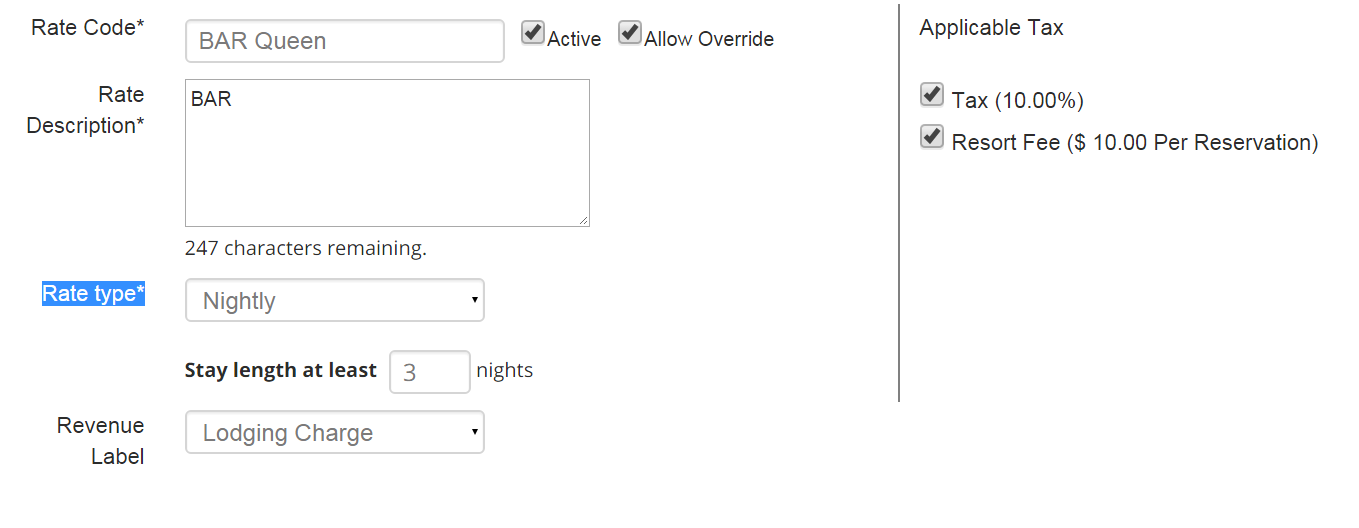 Rate Code* BAR Queen Active Allow Override
Rate
Description*
BAR
247 characters remaining.
Rate type* Nightly
Stay length at least 3 nights
Revenue
Label
Lodging Charge
Applicable Tax
Tax (10.00%)
Resort Fee ($ 10.00 Per Reservation)